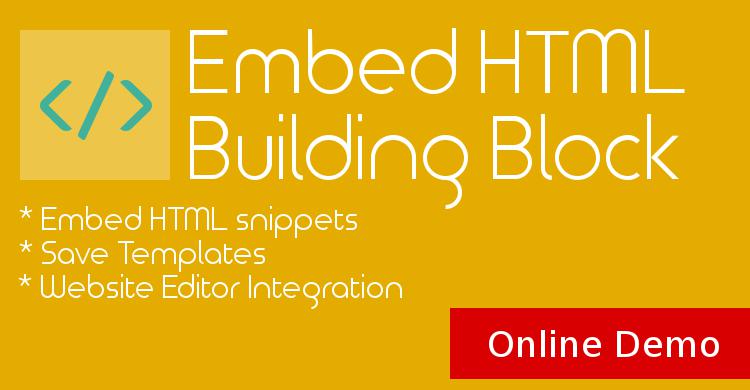 </>
Embed HTML
Building Block
* Embed HTML snippets
* Save Templates
* Website Editor Integration
Online Demo